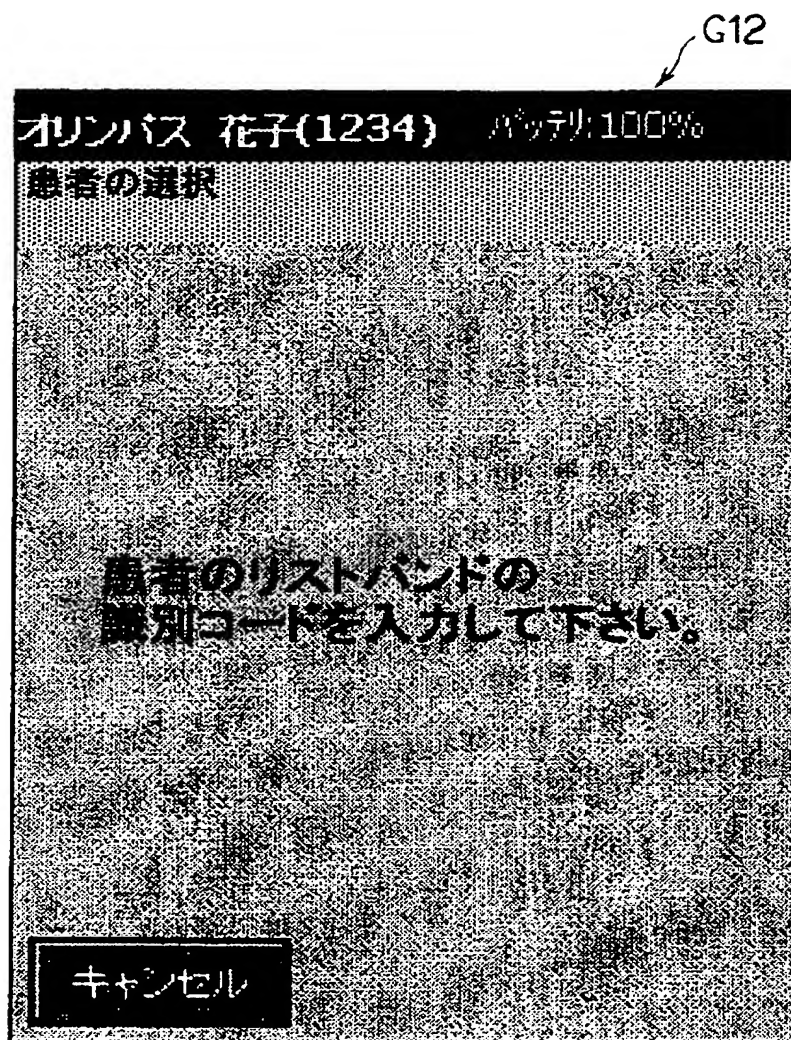 G12
オリンパス 花子(1234) バッテリ:100%
患者の選択
患者のリストバンドの
識別コードを入力して下さい。
キャンセル